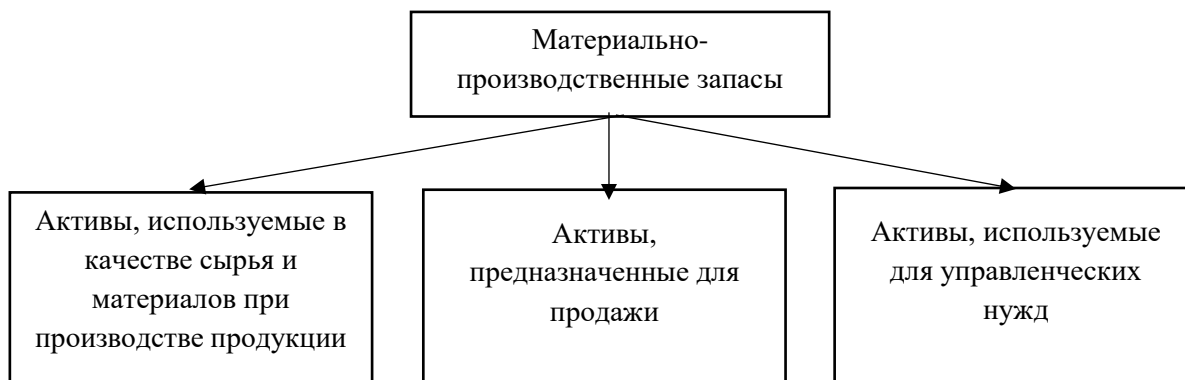 Материально-
производственные запасы
Активы, используемые в
качестве сырья и
материалов при
производстве продукции
Активы,
предназначенные для
продажи
Активы, используемые
для управленческих
нужд